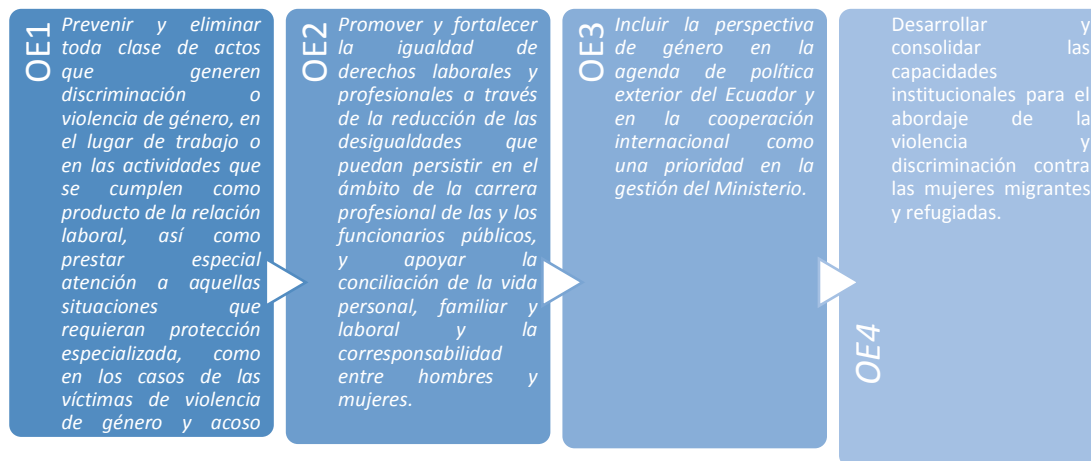 OE1
Prevenir y eliminar
toda clase de actos
que generen
discriminación o
violencia de género, en
el lugar de trabajo o
en las actividades que
se cumplen como
producto de la relación
laboral, así como
prestar especial
atención a aquellas
situaciones que
requieran protección
especializada, como
en los casos de las
víctimas de violencia
de género y acoso
OE2
Promover y fortalecer
la igualdad de
derechos laborales y
profesionales a través
de la reducción de las
desigualdades que
puedan persistir en el
ámbito de la carrera
profesional de las y los
funcionarios públicos,
y apoyar la
conciliación de la vida
personal, familiar y
laboral y la
corresponsabilidad
entre hombres y
mujeres.
OE3
Incluir la perspectiva
de género en la
agenda de política
exterior del Ecuador y
en la cooperación
internacional como
una prioridad en la
gestión del Ministerio.
OE4
Desarrollar y
consolidar las
capacidades
institucionales para el
abordaje de la
violencia y
discriminación contra
las mujeres migrantes
y refugiadas.